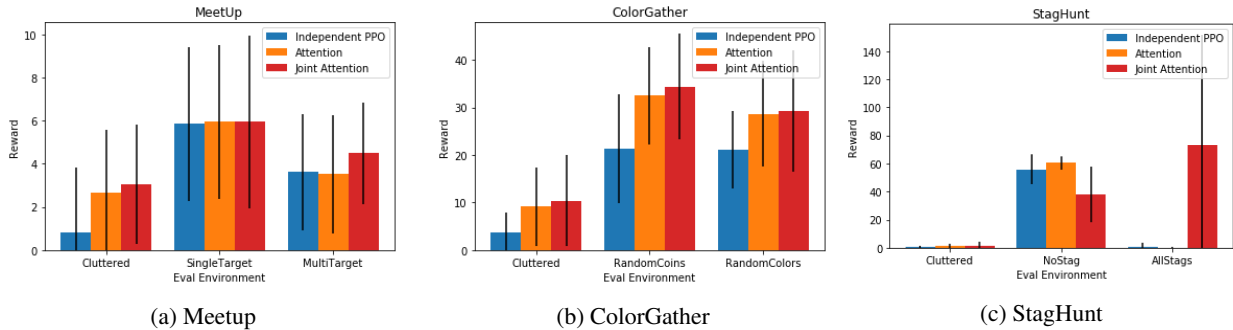 MeetUp
10
8
6
4
2
0
Reward
Independent PPO
Attention
Joint Attention
Cluttered
SingleTarget
MultiTarget
Eval Environment
(a) Meetup
ColorGather
40
30
20
10
0
Reward
Independent PPO
Attention
Joint Attention
Cluttered
RandomCoins
RandomColors
Eval Environment
(b) ColorGather
StagHunt
140
120
100
80
60
40
20
0
Reward
Independent PPO
Attention
Joint Attention
Cluttered
NoStag
AllStags
Eval Environment
(c) StagHunt